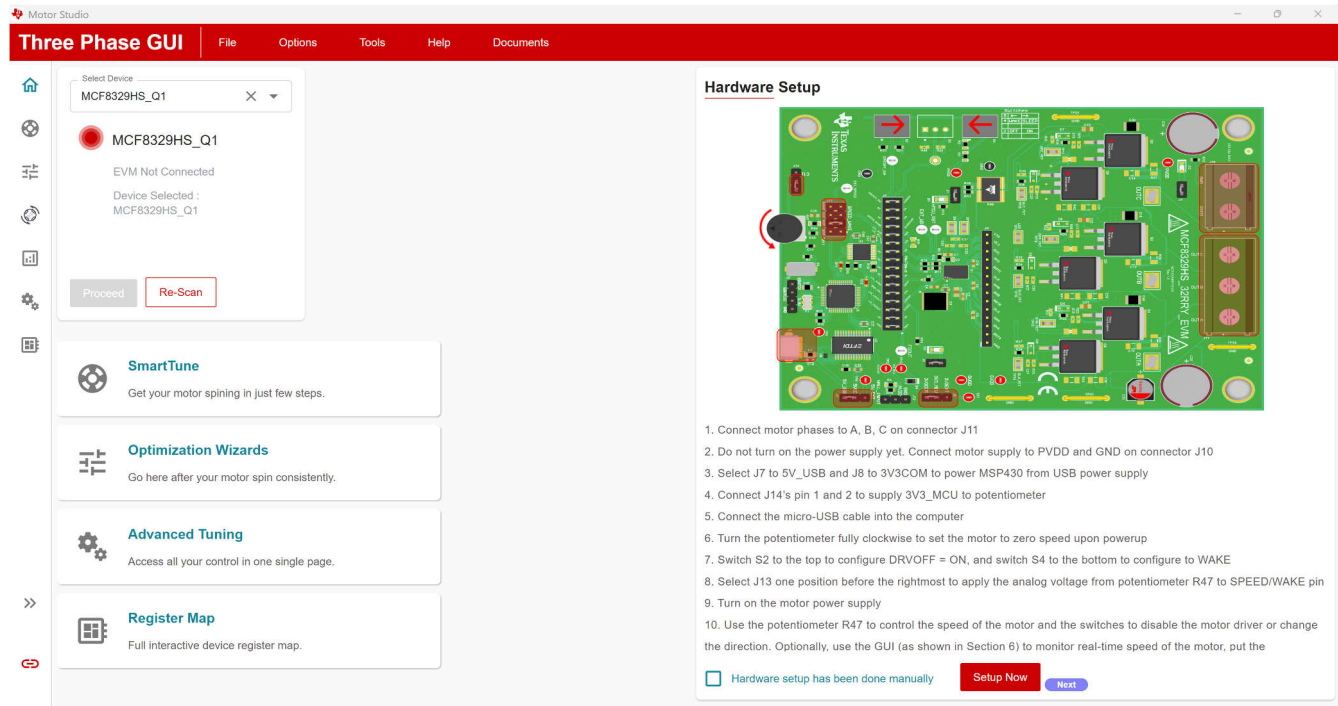 Motor Studio
Three Phase GUI
File
Options
Tools
Help
Documents
Select Device
MCF8329HS_Q1
MCF8329HS_Q1
EVM Not Connected
Device Selected :
MCF8329HS_Q1
Proceed
Re-Scan
SmartTune
Get your motor spining in just few steps.
Optimization Wizards
Go here after your motor spin consistently.
Advanced Tuning
Access all your control in one single page.
Register Map
Full interactive device register map.
Hardware Setup
TEXAS
INSTRUMENTS
MCF8329HS_32RRY_EVM
FTDI
OUTC
OUTB
OUTA
1. Connect motor phases to A, B, C on connector J11
2. Do not turn on the power supply yet. Connect motor supply to PVDD and GND on connector J10
3. Select J7 to 5V_USB and J8 to 3V3COM to power MSP430 from USB power supply
4. Connect J14's pin 1 and 2 to supply 3V3_MCU to potentiometer
5. Connect the micro-USB cable into the computer
6. Turn the potentiometer fully clockwise to set the motor to zero speed upon powerup
7. Switch S2 to the top to configure DRVOFF = ON, and switch S4 to the bottom to configure to WAKE
8. Select J13 one position before the rightmost to apply the analog voltage from potentiometer R47 to SPEED/WAKE pin
9. Turn on the motor power supply
10. Use the potentiometer R47 to control the speed of the motor and the switches to disable the motor driver or change
the direction. Optionally, use the GUI (as shown in Section 6) to monitor real-time speed of the motor, put the
Hardware setup has been done manually
Setup Now
Next